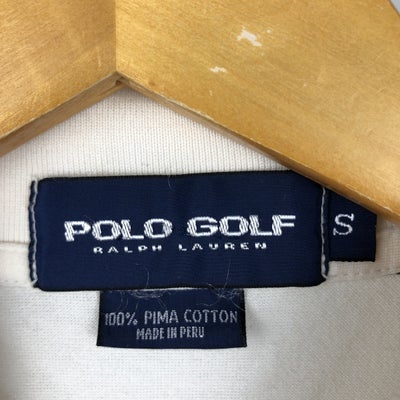 POLO GOLF
RALPH LAUREN
S
100% PIMA COTTON
MADE IN PERU